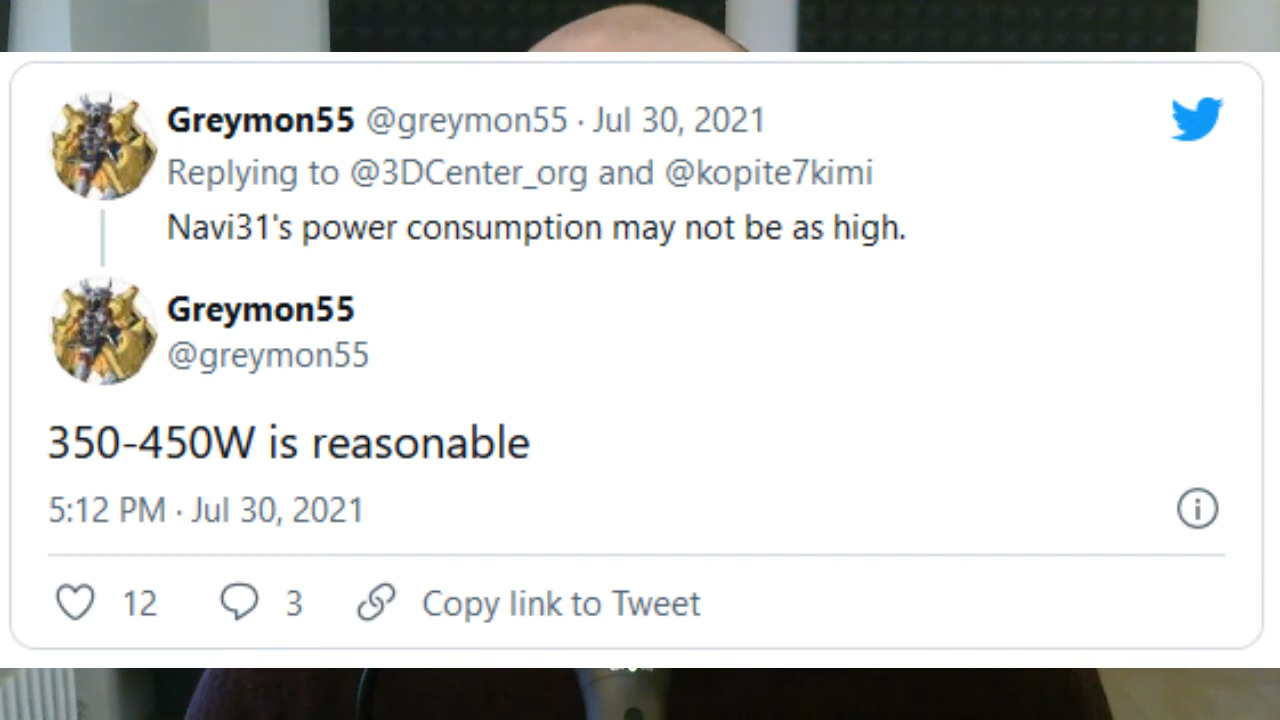 Greymon55 @greymon55 · Jul 30, 2021
Replying to @3DCenter_org and @kopite7kimi
Navi31's power consumption may not be as high.
Greymon55
@greymon55
350-450W is reasonable
5:12 PM · Jul 30, 2021
12 3 Copy link to Tweet